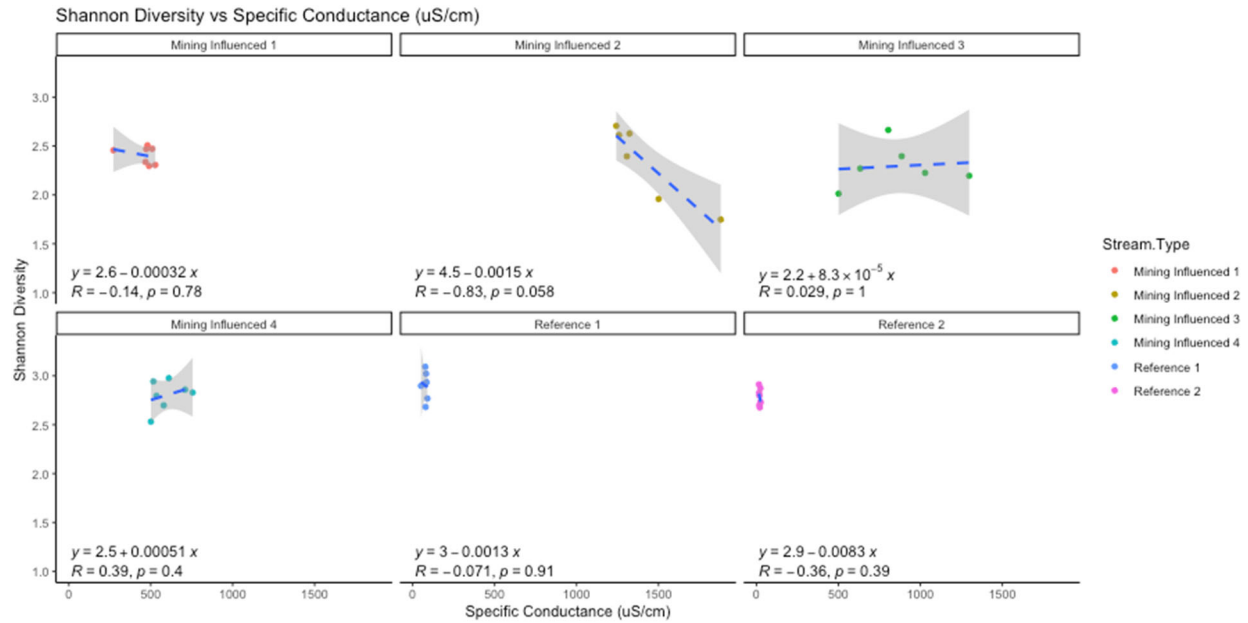 Shannon Diversity vs Specific Conductance (uS/cm)
Mining Influenced 1
Mining Influenced 2
Mining Influenced 3
3.0
2.5
2.0
1.5
1.0
y = 2.6 − 0.00032 x
R = −0.14, p = 0.78
y = 4.5 − 0.0015 x
R = −0.83, p = 0.058
y = 2.2 + 8.3 × 10⁻⁵ x
R = 0.029, p = 1
Mining Influenced 4
Reference 1
Reference 2
3.0
2.5
2.0
1.5
1.0
y = 2.5 + 0.00051 x
R = 0.39, p = 0.4
y = 3 − 0.0013 x
R = −0.071, p = 0.91
y = 2.9 − 0.0083 x
R = −0.36, p = 0.39
0 500 1000 1500
0 500 1000 1500
0 500 1000 1500
Specific Conductance (uS/cm)
Shannon Diversity
Stream.Type
Mining Influenced 1
Mining Influenced 2
Mining Influenced 3
Mining Influenced 4
Reference 1
Reference 2